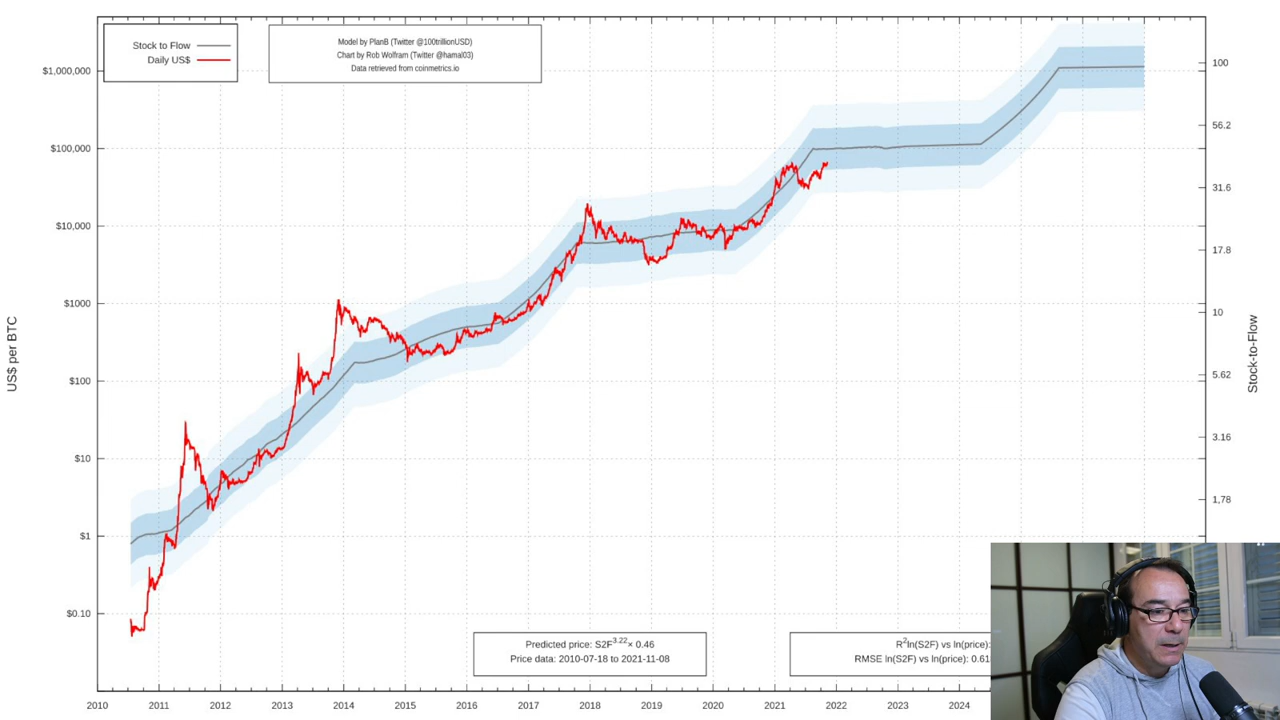 Stock to Flow
Daily US$
Model by PlanB (Twitter @100trillionUSD)
Chart by Rob Wolfram (Twitter @hamal03)
Data retrieved from coinmetrics.io
$1,000,000
$100,000
$10,000
$1000
$100
$10
$1
$0.10
US$ per BTC
100
56.2
31.6
17.8
10
5.62
3.16
1,78
Stock-to-Flow
Predicted price: S2F^3.22 × 0.46
Price data: 2010-07-18 to 2021-11-08
R² ln(S2F) vs ln(price):
RMSE ln(S2F) vs ln(price):
2010 2011 2012 2013 2014 2015 2016 2017 2018 2019 2020 2021 2022 2023 2024